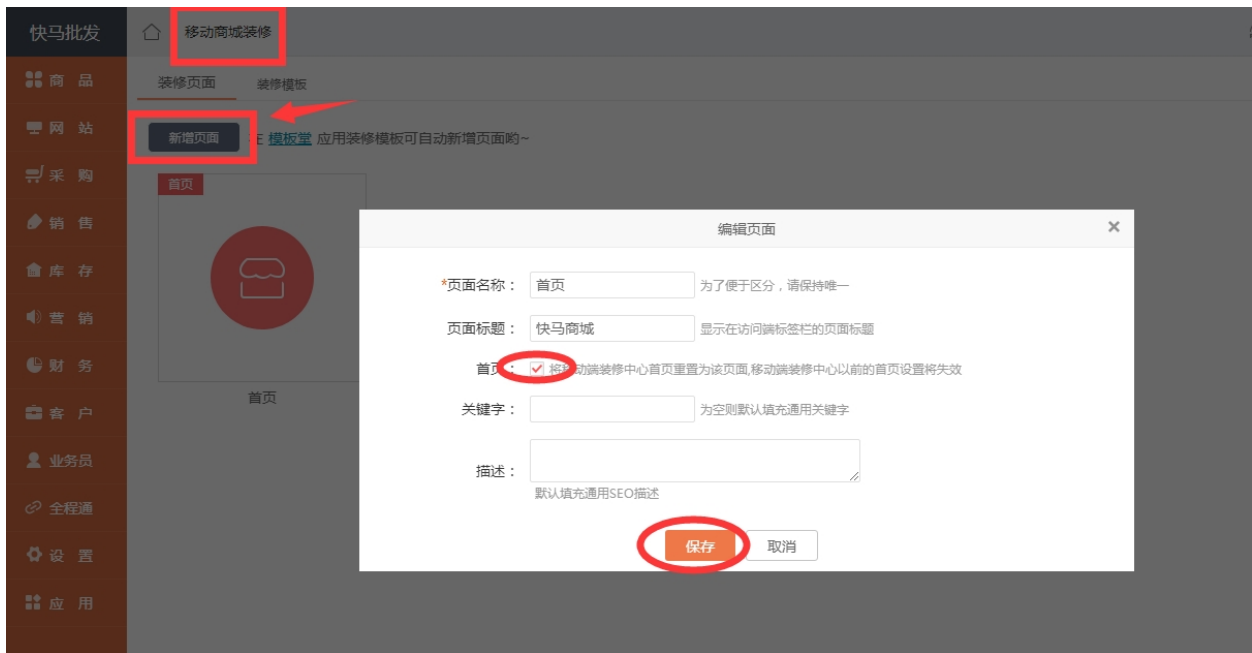 快马批发
移动商城装修
商 品
装修页面
装修模板
网 站
新增页面
模板堂 应用装修模板可自动新增页面哟~
采 购
首页
销 售
编辑页面
库 存
*页面名称：
首页
为了便于区分，请保持唯一
营 销
页面标题：
快马商城
显示在访问端标签栏的页面标题
财 务
首页：
将移动端装修中心首页重置为该页面,移动端装修中心以前的首页设置将失效
客 户
首页
关键字：
为空则默认填充通用关键字
业务员
描述：
默认填充通用SEO描述
全程通
设 置
保存
取消
应 用